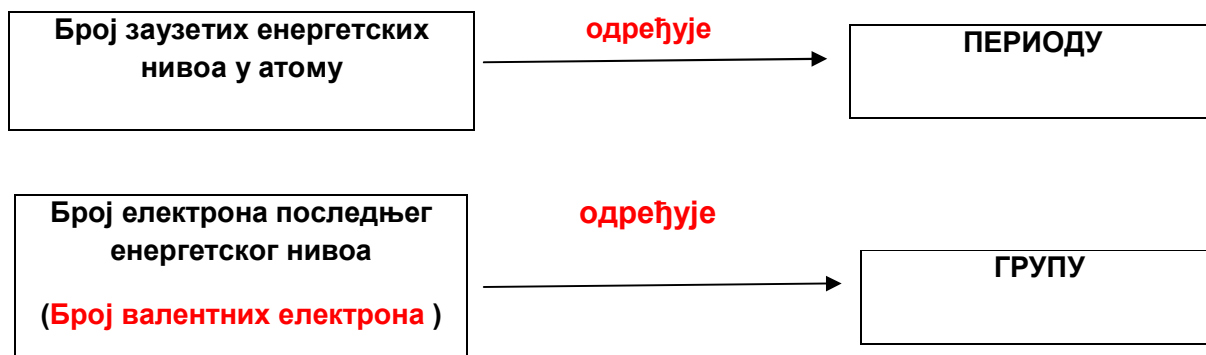 Број заузетих енергетских
нивоа у атому
одређује
ПЕРИОДУ
Број електрона последњег
енергетског нивоа
(Број валентних електрона )
одређује
ГРУПУ